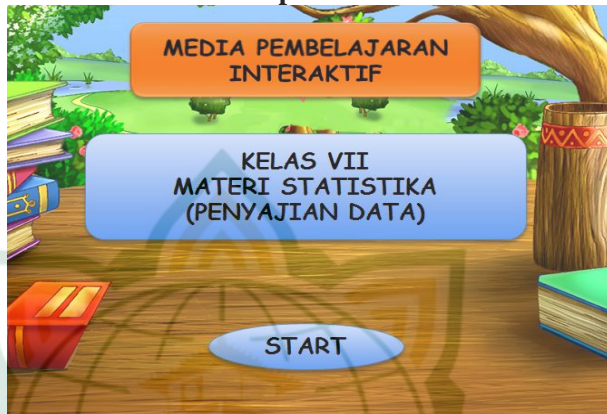 MEDIA PEMBELAJARAN
INTERAKTIF
KELAS VII
MATERI STATISTIKA
(PENYAJIAN DATA)
START